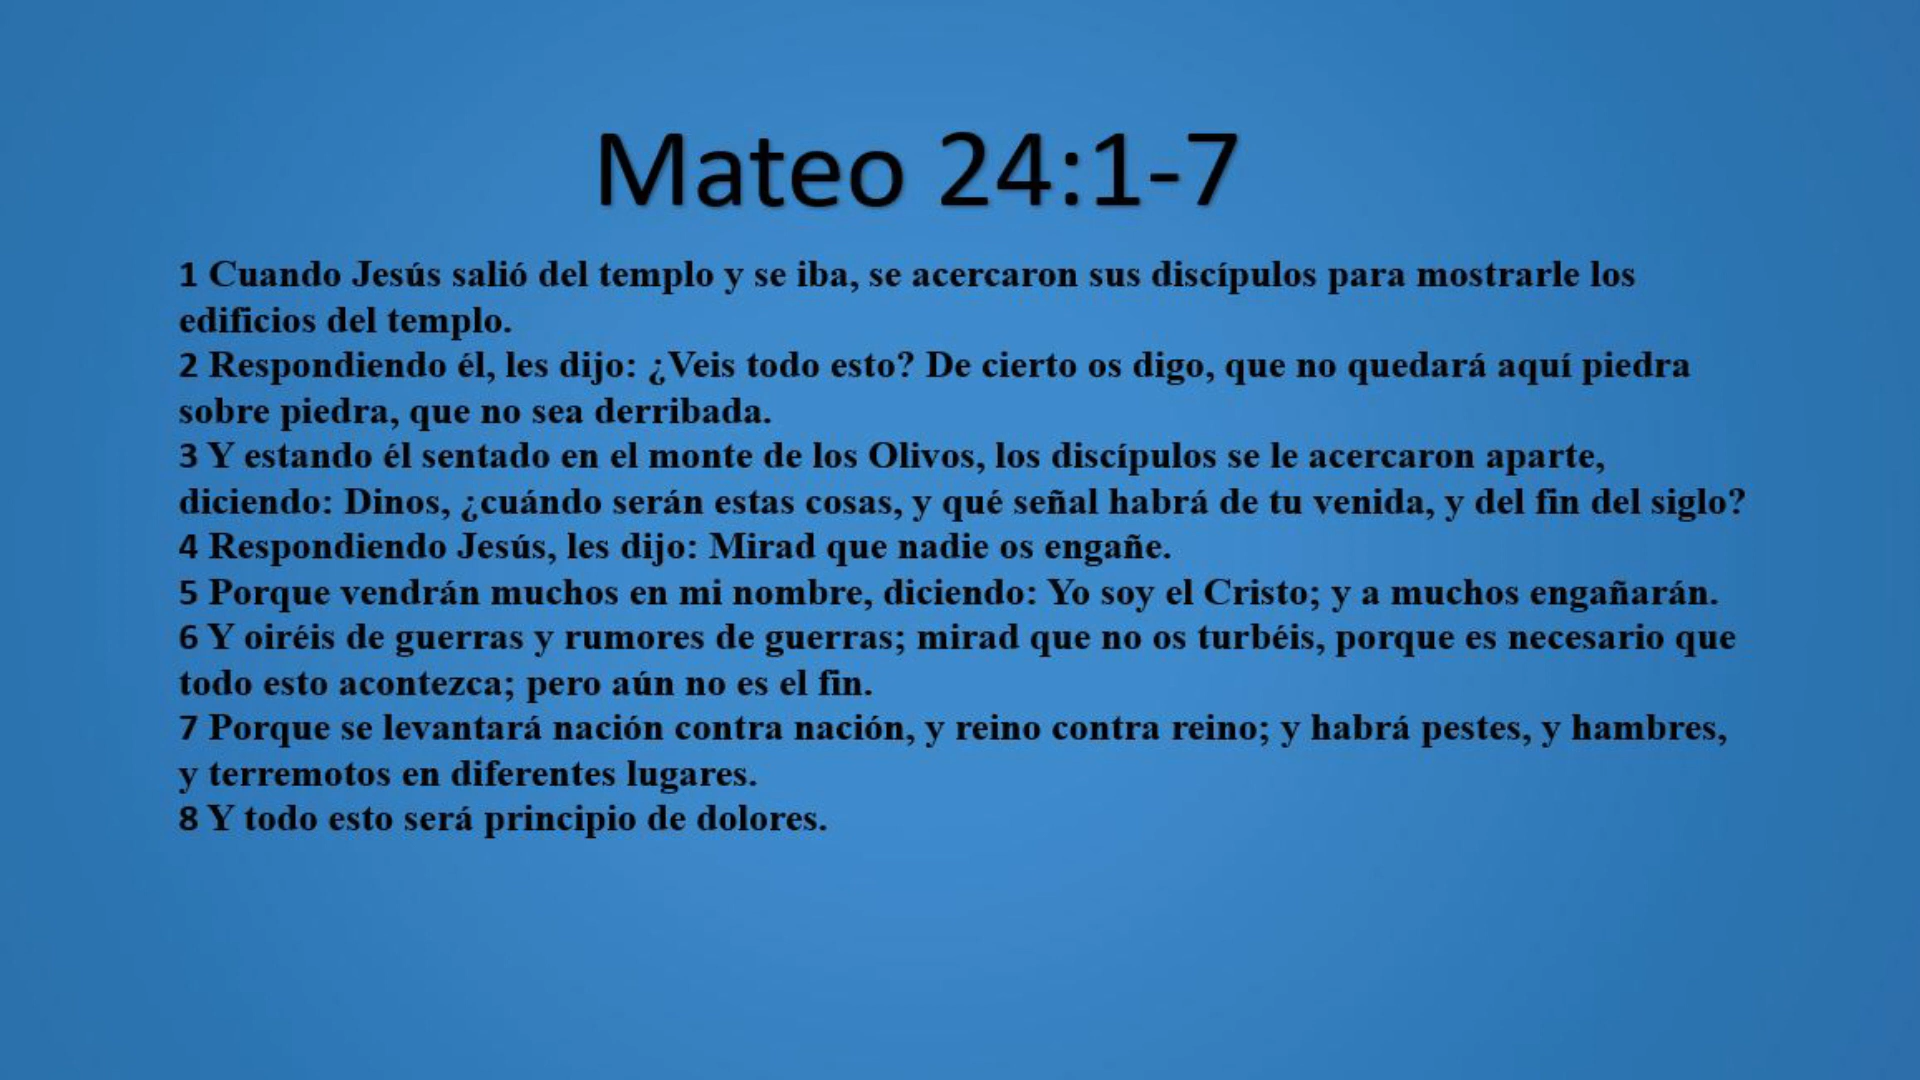 Mateo 24:1-7
1 Cuando Jesús salió del templo y se iba, se acercaron sus discípulos para mostrarle los
edificios del templo.
2 Respondiendo él, les dijo: ¿Veis todo esto? De cierto os digo, que no quedará aquí piedra
sobre piedra, que no sea derribada.
3 Y estando él sentado en el monte de los Olivos, los discípulos se le acercaron aparte,
diciendo: Dinos, ¿cuándo serán estas cosas, y qué señal habrá de tu venida, y del fin del siglo?
4 Respondiendo Jesús, les dijo: Mirad que nadie os engañe.
5 Porque vendrán muchos en mi nombre, diciendo: Yo soy el Cristo; y a muchos engañarán.
6 Y oiréis de guerras y rumores de guerras; mirad que no os turbéis, porque es necesario que
todo esto acontezca; pero aún no es el fin.
7 Porque se levantará nación contra nación, y reino contra reino; y habrá pestes, y hambres,
y terremotos en diferentes lugares.
8 Y todo esto será principio de dolores.